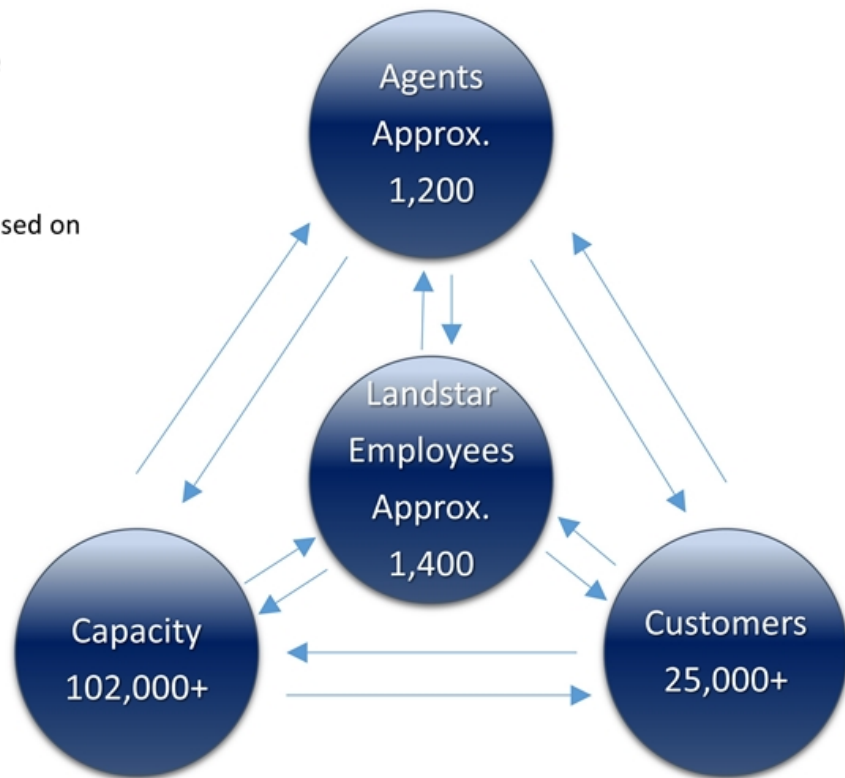 Agents
Approx.
1,200
sed on
Landstar
Employees
Approx.
1,400
Capacity
102,000+
Customers
25,000+